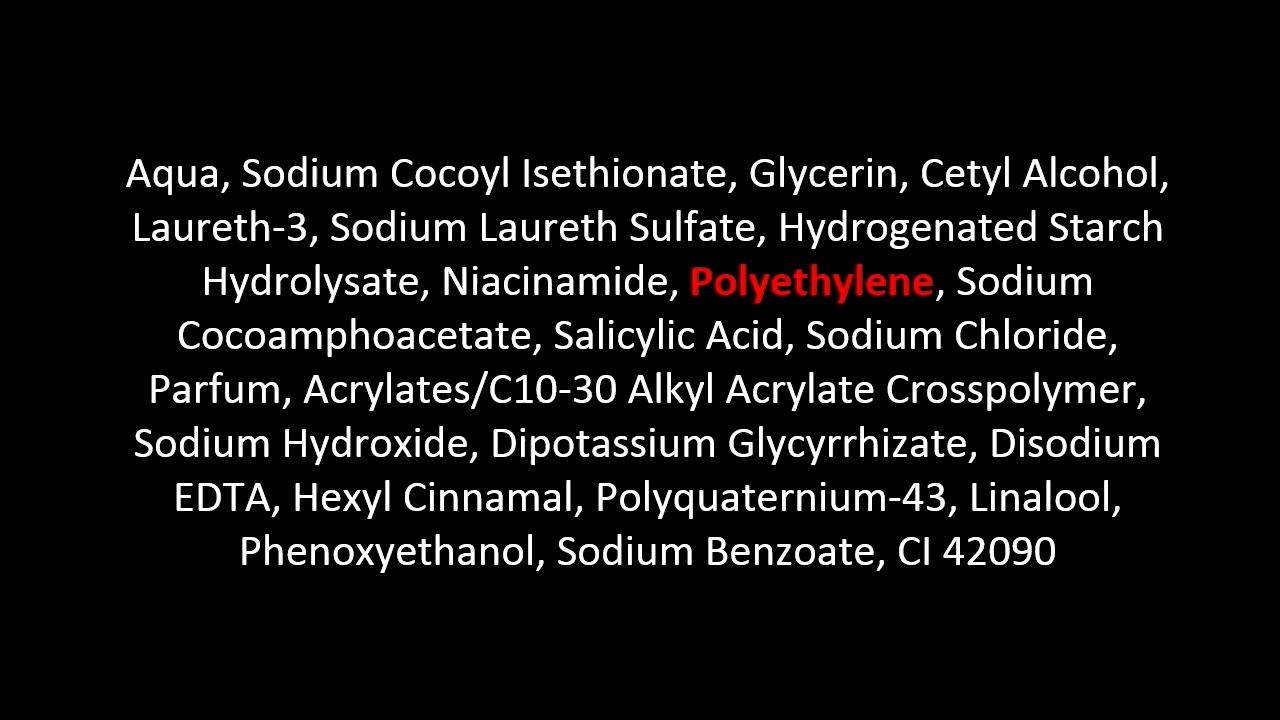 Aqua, Sodium Cocoyl Isethionate, Glycerin, Cetyl Alcohol,
Laureth-3, Sodium Laureth Sulfate, Hydrogenated Starch
Hydrolysate, Niacinamide, Polyethylene, Sodium
Cocoamphoacetate, Salicylic Acid, Sodium Chloride,
Parfum, Acrylates/C10-30 Alkyl Acrylate Crosspolymer,
Sodium Hydroxide, Dipotassium Glycyrrhizate, Disodium
EDTA, Hexyl Cinnamal, Polyquaternium-43, Linalool,
Phenoxyethanol, Sodium Benzoate, CI 42090